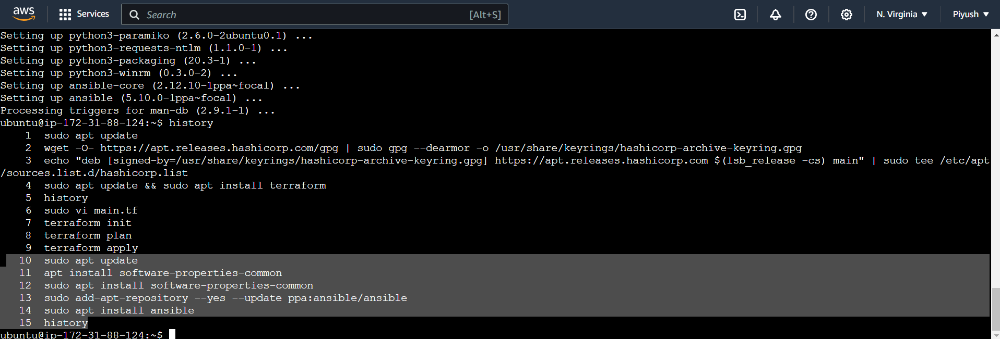 aws
Services
Search
[Alt+S]
N. Virginia
Piyush
Setting up python3-paramiko (2.6.0-2ubuntu0.1) ...
Setting up python3-requests-ntlm (1.1.0-1) ...
Setting up python3-packaging (20.3-1) ...
Setting up python3-winrm (0.3.0-2) ...
Setting up ansible-core (2.12.10-1ppa~focal) ...
Setting up ansible (5.10.0-1ppa~focal) ...
Processing triggers for man-db (2.9.1-1) ...
ubuntu@ip-172-31-88-124:~$ history
1 sudo apt update
2 wget -O- https://apt.releases.hashicorp.com/gpg | sudo gpg --dearmor -o /usr/share/keyrings/hashicorp-archive-keyring.gpg
3 echo "deb [signed-by=/usr/share/keyrings/hashicorp-archive-keyring.gpg] https://apt.releases.hashicorp.com $(lsb_release -cs) main" | sudo tee /etc/apt
/sources.list.d/hashicorp.list
4 sudo apt update && sudo apt install terraform
5 history
6 sudo vi main.tf
7 terraform init
8 terraform plan
9 terraform apply
10 sudo apt update
11 apt install software-properties-common
12 sudo apt install software-properties-common
13 sudo add-apt-repository --yes --update ppa:ansible/ansible
14 sudo apt install ansible
15 history
ubuntu@ip-172-31-88-124:~$